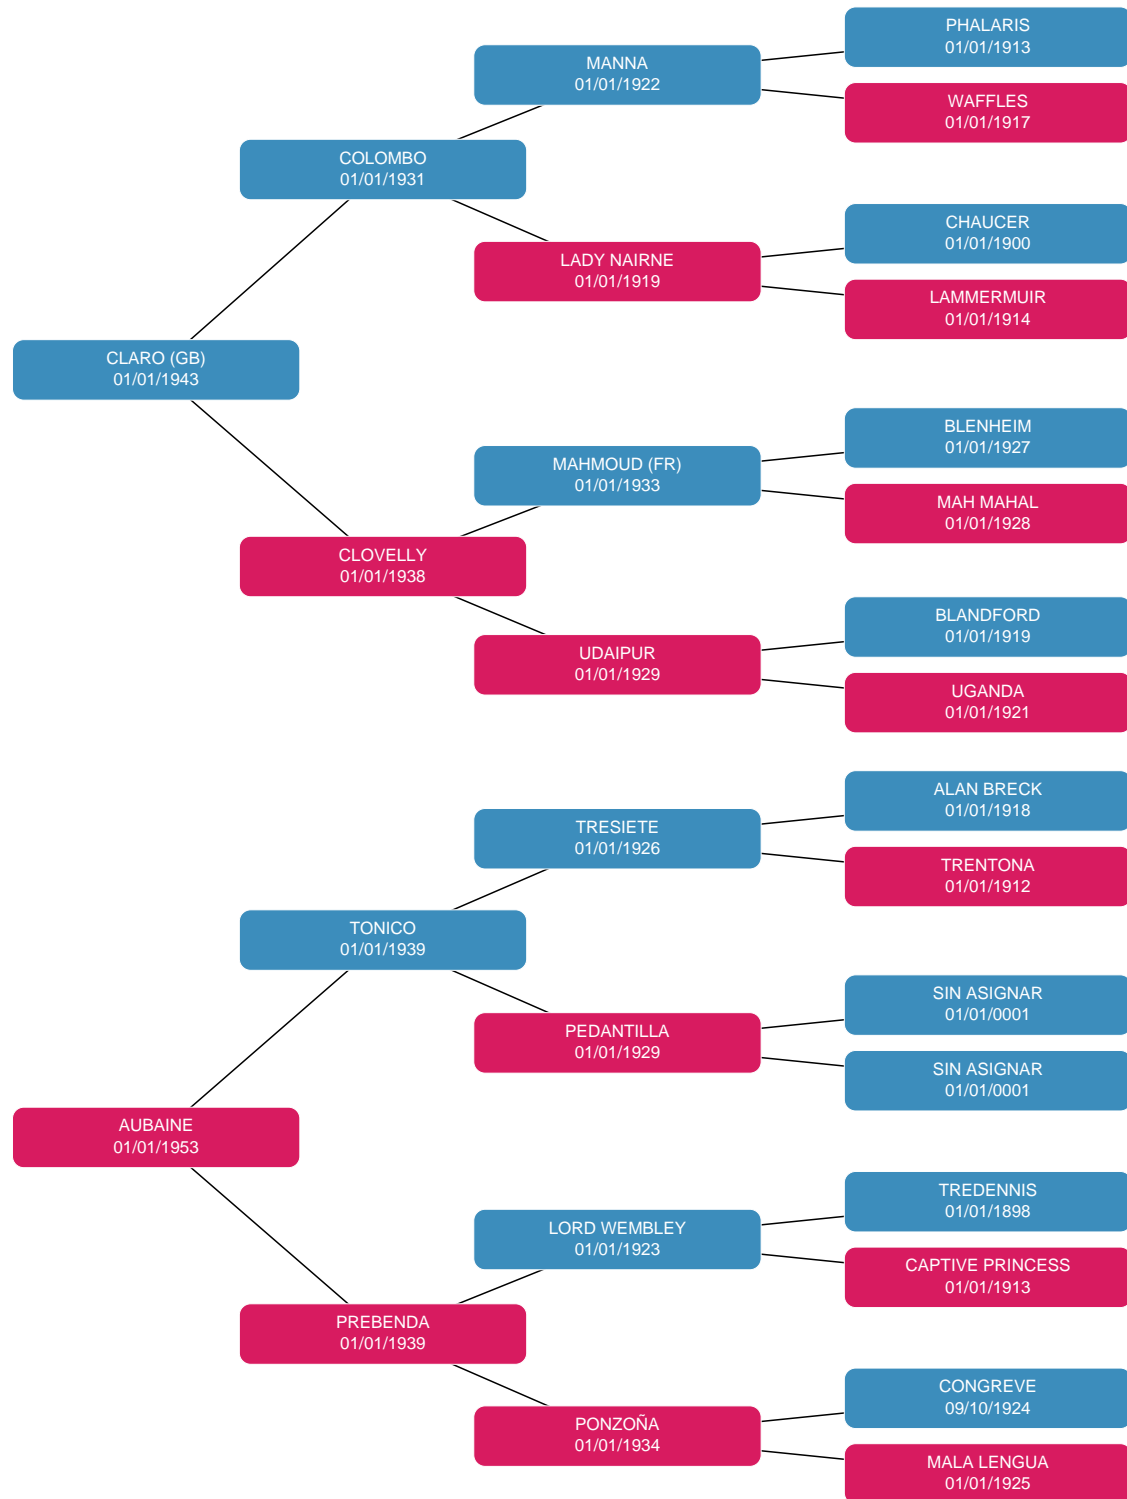 PHALARIS
01/01/1913
MANNA
01/01/1922
WAFFLES
01/01/1917
COLOMBO
01/01/1931
CHAUCER
01/01/1900
LADY NAIRNE
01/01/1919
LAMMERMUIR
01/01/1914
CLARO (GB)
01/01/1943
BLENHEIM
01/01/1927
MAHMOUD (FR)
01/01/1933
MAH MAHAL
01/01/1928
CLOVELLY
01/01/1938
BLANDFORD
01/01/1919
UDAIPUR
01/01/1929
UGANDA
01/01/1921
ALAN BRECK
01/01/1918
TRESIETE
01/01/1926
TRENTONA
01/01/1912
TONICO
01/01/1939
SIN ASIGNAR
01/01/0001
PEDANTILLA
01/01/1929
SIN ASIGNAR
01/01/0001
AUBAINE
01/01/1953
TREDENNIS
01/01/1898
LORD WEMBLEY
01/01/1923
CAPTIVE PRINCESS
01/01/1913
PREBENDA
01/01/1939
CONGREVE
09/10/1924
PONZOÑA
01/01/1934
MALA LENGUA
01/01/1925